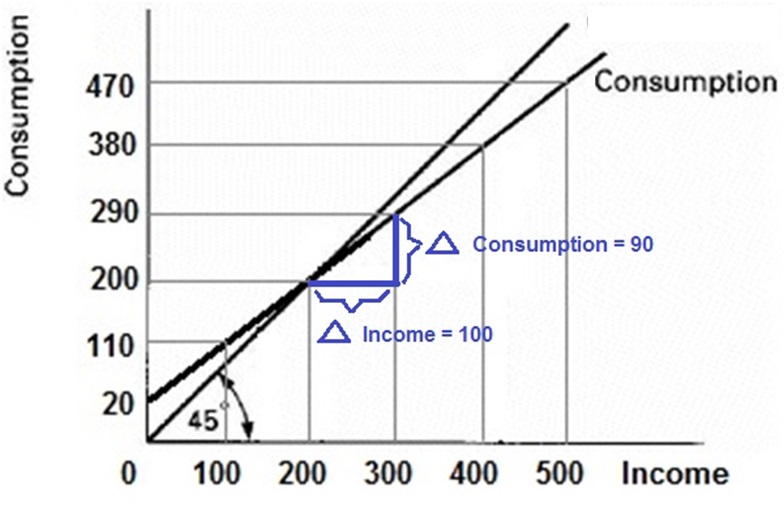 Consumption
470
380
290
200
110
20
Consumption
△ Consumption = 90
△ Income = 100
45
0 100 200 300 400 500 Income